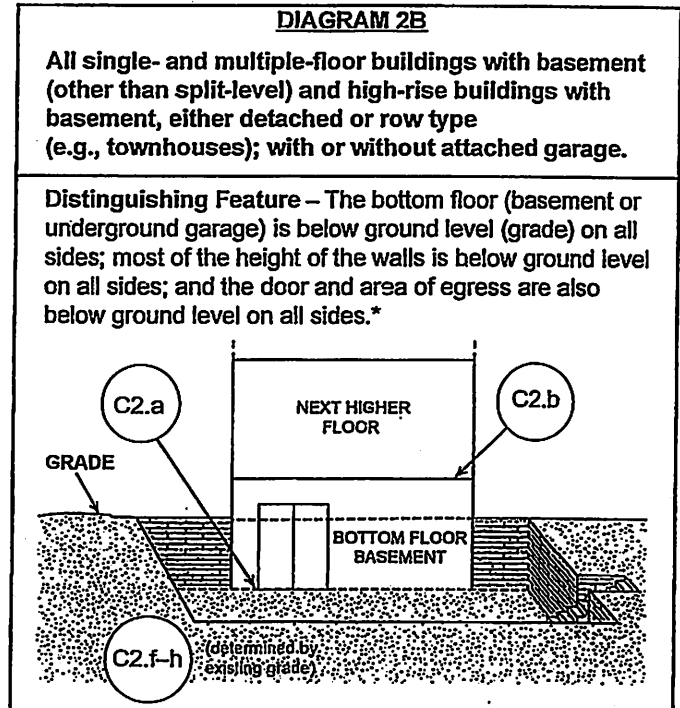 DIAGRAM 2B
All single- and multiple-floor buildings with basement
(other than split-level) and high-rise buildings with
basement, either detached or row type
(e.g., townhouses); with or without attached garage.
Distinguishing Feature – The bottom floor (basement or
underground garage) is below ground level (grade) on all
sides; most of the height of the walls is below ground level
on all sides; and the door and area of egress are also
below ground level on all sides.*
C2.a
NEXT HIGHER
FLOOR
C2.b
GRADE
BOTTOM FLOOR
BASEMENT
C2.f–h
(determined by
existing grade)